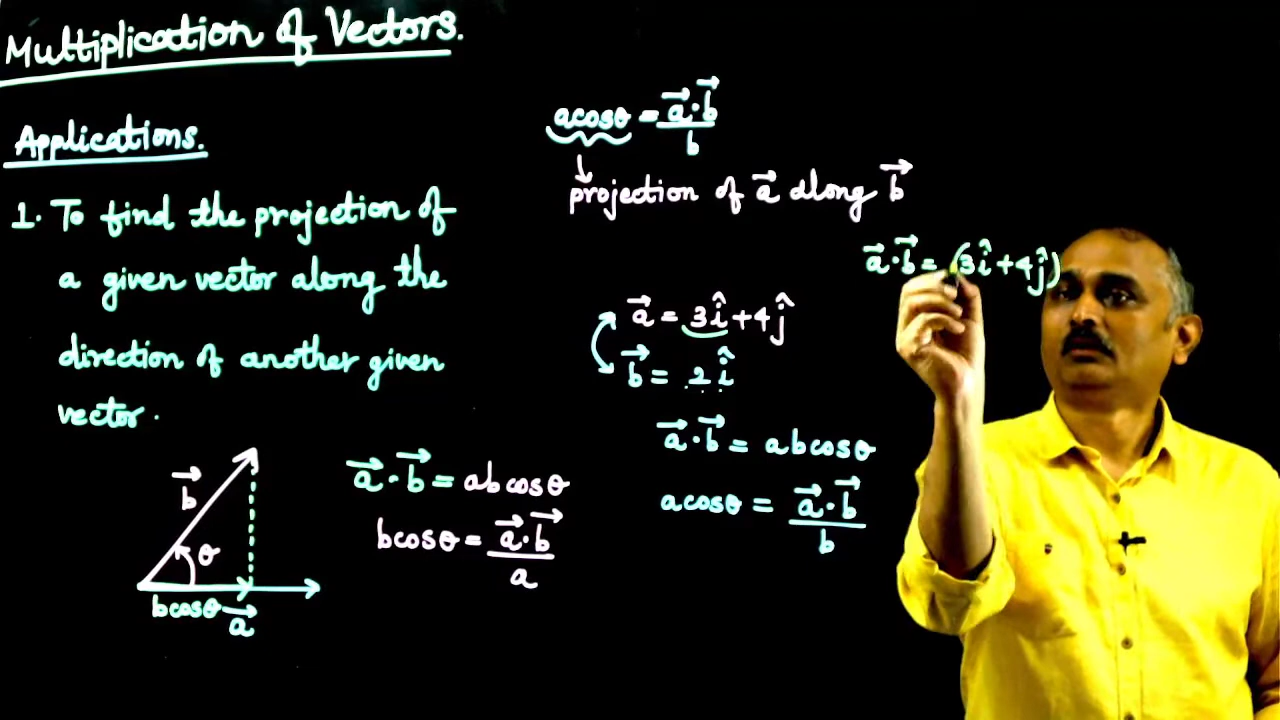 Multiplication of Vectors.
Applications.
1. To find the projection of
a given vector along the
direction of another given
vector.
b⃗
θ
bcosθ
a⃗
a⃗·b⃗ = abcosθ
bcosθ = a⃗·b⃗
a
acosθ = a⃗·b⃗
b
projection of a⃗ along b⃗
a⃗ = 3î+4ĵ
b⃗ = 2î
a⃗·b⃗ = abcosθ
acosθ = a⃗·b⃗
b
a⃗·b⃗ = (3î+4ĵ)